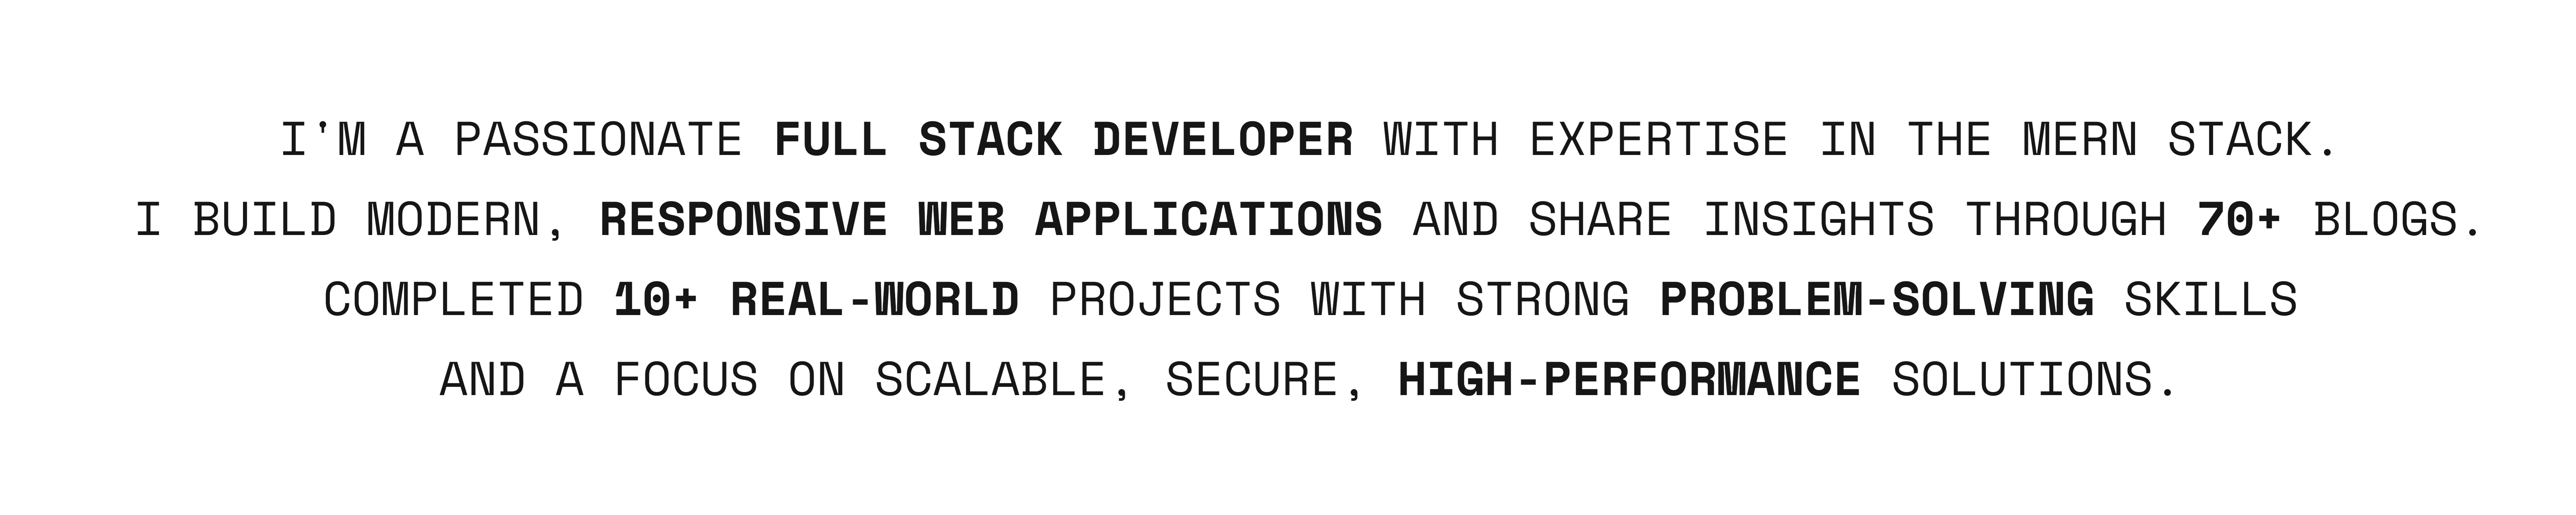 I'M A PASSIONATE FULL STACK DEVELOPER WITH EXPERTISE IN THE MERN STACK.
I BUILD MODERN, RESPONSIVE WEB APPLICATIONS AND SHARE INSIGHTS THROUGH 70+ BLOGS.
COMPLETED 10+ REAL-WORLD PROJECTS WITH STRONG PROBLEM-SOLVING SKILLS
AND A FOCUS ON SCALABLE, SECURE, HIGH-PERFORMANCE SOLUTIONS.